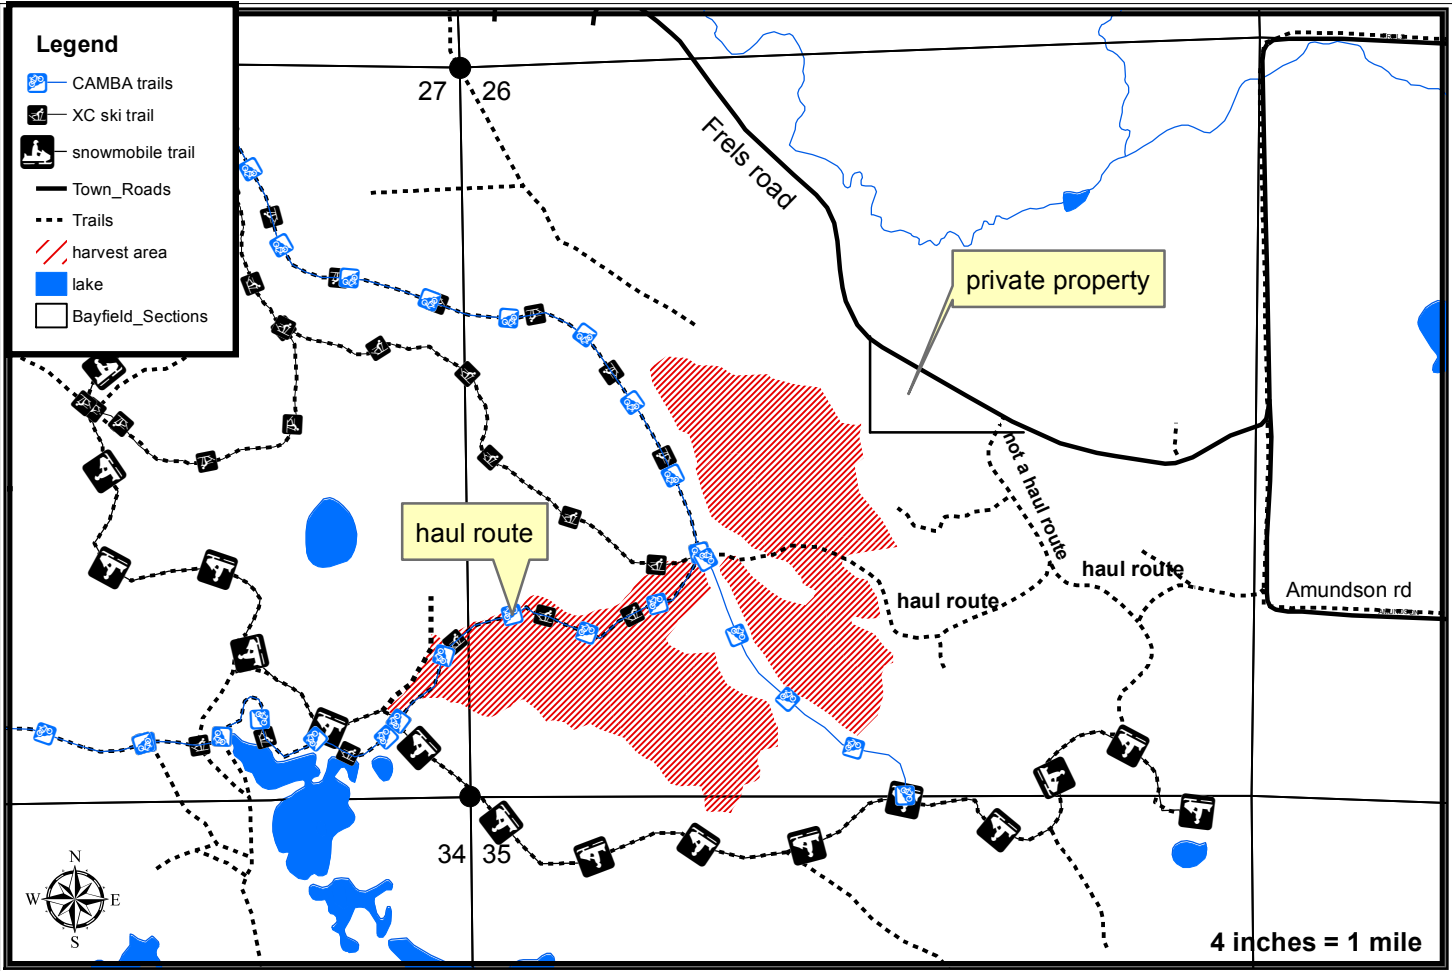 Legend
CAMBA trails
XC ski trail
snowmobile trail
Town_Roads
Trails
harvest area
lake
Bayfield_Sections
27 26
Frels road
private property
not a haul route
haul route
haul route
haul route
Amundson rd
AMUNDSON
34 35
N
W E
S
4 inches = 1 mile